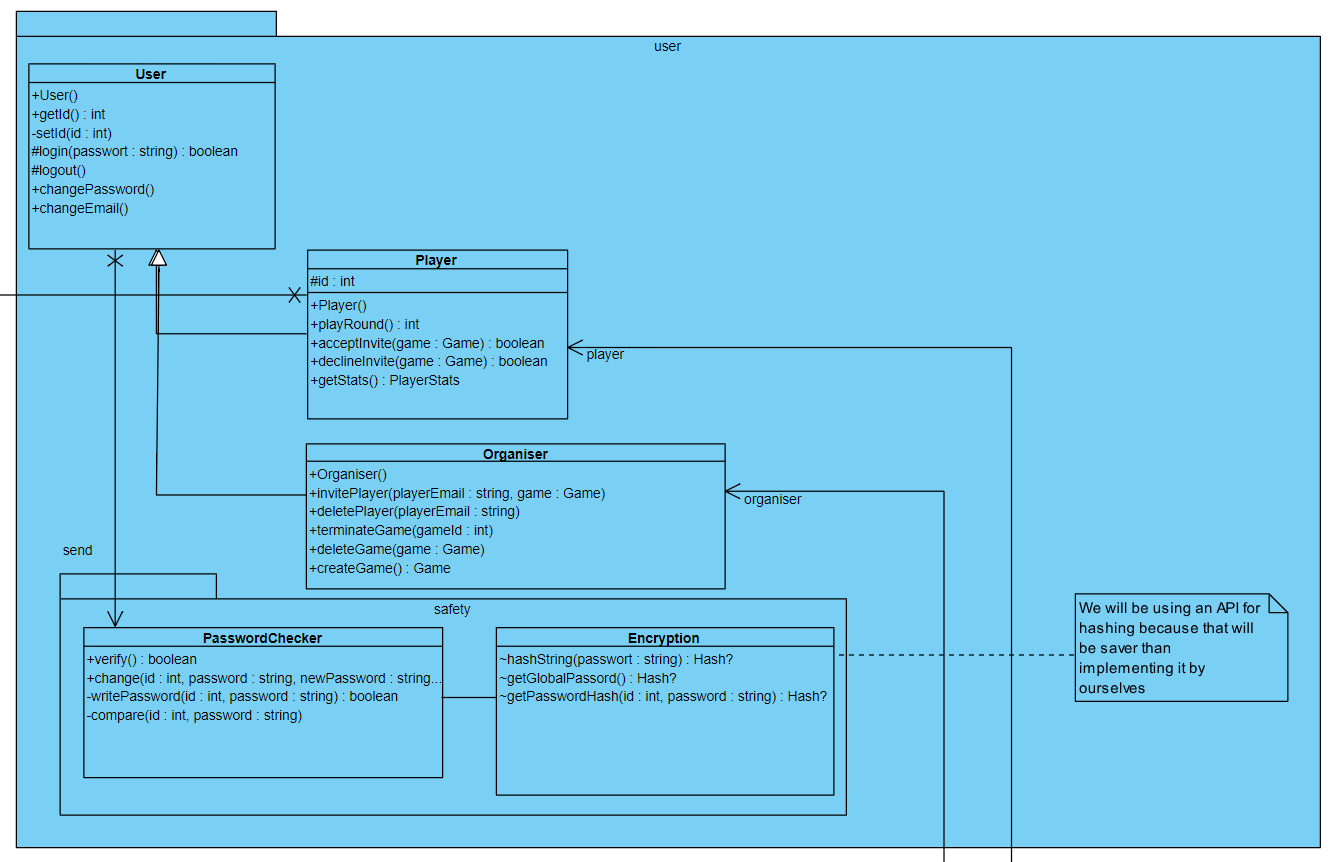 user
User
+User()
+getId() : int
-setId(id : int)
#login(passwort : string) : boolean
#logout()
+changePassword()
+changeEmail()
Player
#id : int
+Player()
+playRound() : int
+acceptInvite(game : Game) : boolean
+declineInvite(game : Game) : boolean
+getStats() : PlayerStats
player
Organiser
+Organiser()
+invitePlayer(playerEmail : string, game : Game)
+deletePlayer(playerEmail : string)
+terminateGame(gameId : int)
+deleteGame(game : Game)
+createGame() : Game
organiser
send
safety
PasswordChecker
+verify() : boolean
+change(id : int, password : string, newPassword : string...
-writePassword(id : int, password : string) : boolean
-compare(id : int, password : string)
Encryption
~hashString(passwort : string) : Hash?
~getGlobalPassord() : Hash?
~getPasswordHash(id : int, password : string) : Hash?
We will be using an API for
hashing because that will
be saver than
implementing it by
ourselves